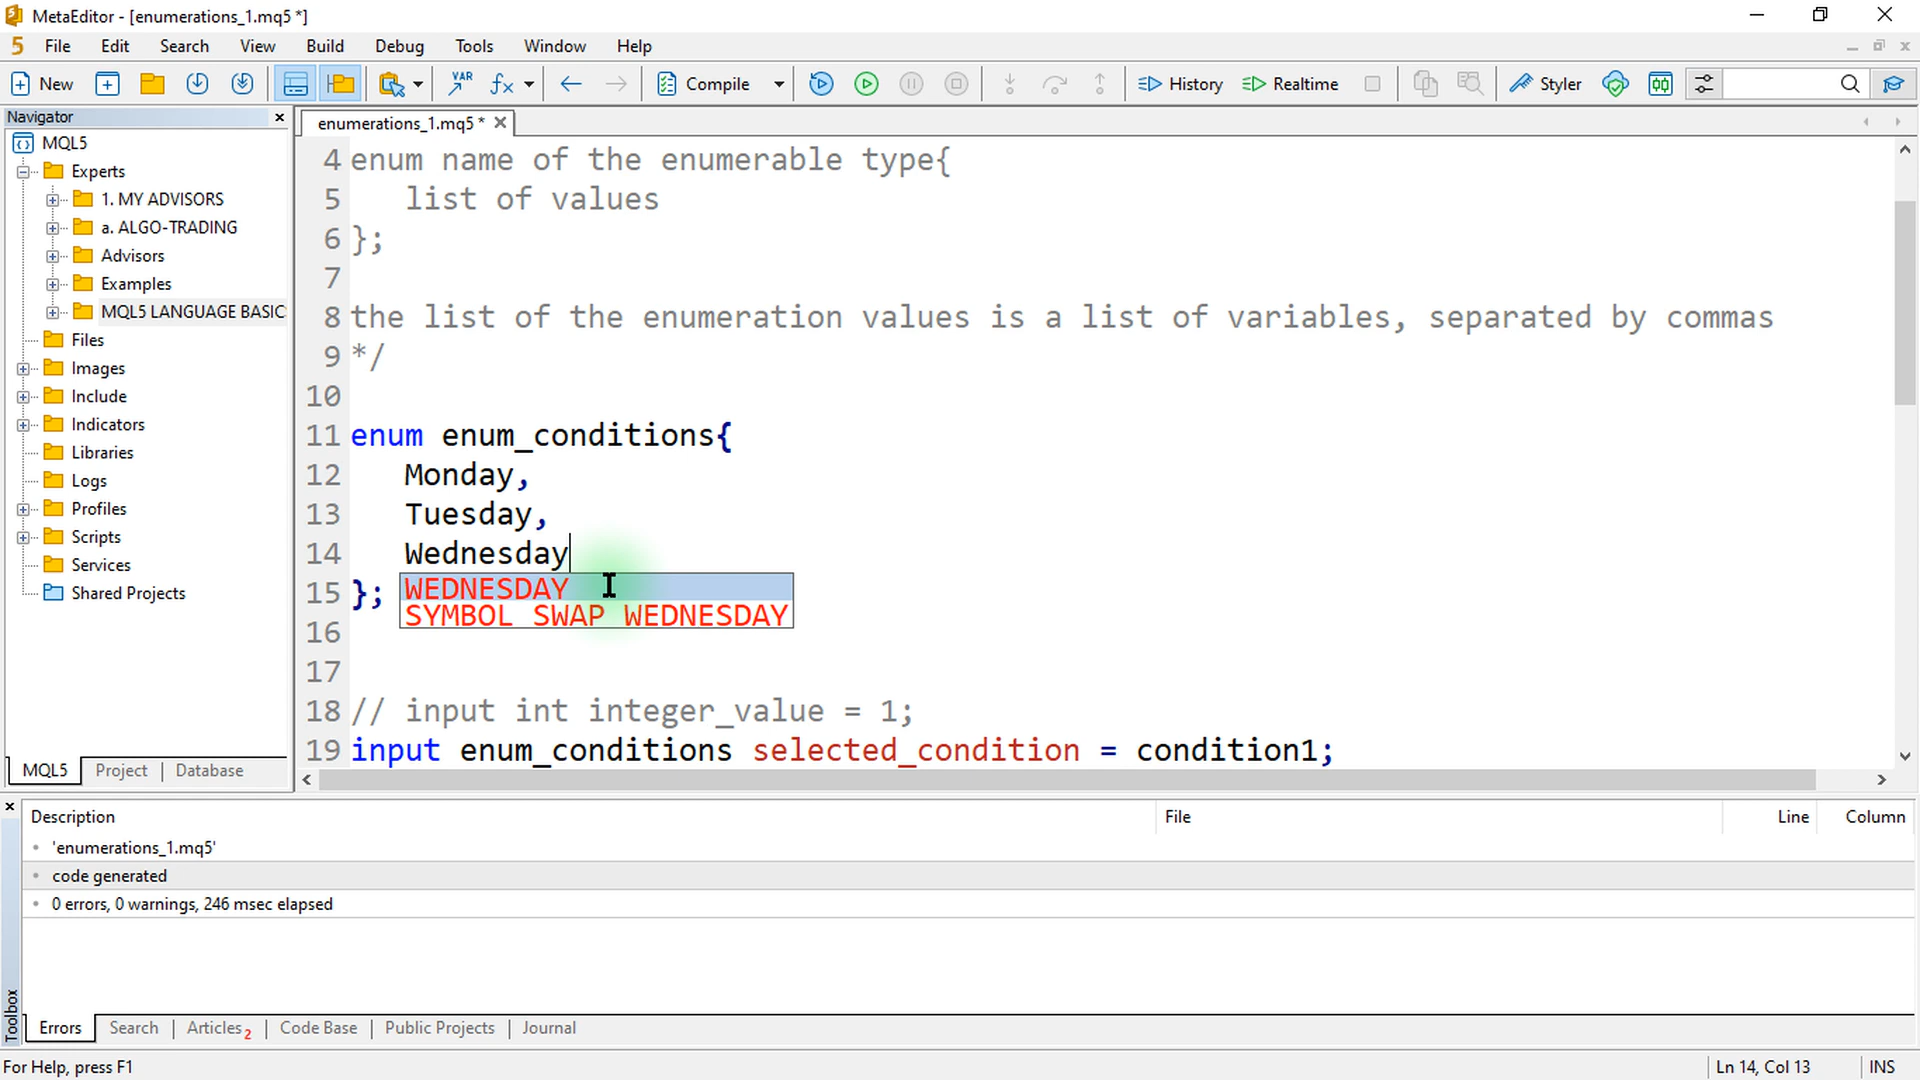 MetaEditor - [enumerations_1.mq5 *]
5 File Edit Search View Build Debug Tools Window Help
New VAR fx Compile History Realtime Styler
Navigator
enumerations_1.mq5 *
MQL5
Experts
1. MY ADVISORS
a. ALGO-TRADING
Advisors
Examples
MQL5 LANGUAGE BASIC
Files
Images
Include
Indicators
Libraries
Logs
Profiles
Scripts
Services
Shared Projects
MQL5 Project Database
4 enum name of the enumerable type{
5 list of values
6 };
7
8 the list of the enumeration values is a list of variables, separated by commas
9 */
10
11 enum enum_conditions{
12 Monday,
13 Tuesday,
14 Wednesday
15 };
WEDNESDAY
SYMBOL_SWAP_WEDNESDAY
16
17
18 // input int integer_value = 1;
19 input enum_conditions selected_condition = condition1;
Description File Line Column
'enumerations_1.mq5'
code generated
0 errors, 0 warnings, 246 msec elapsed
Toolbox
Errors Search Articles 2 Code Base Public Projects Journal
For Help, press F1 Ln 14, Col 13 INS